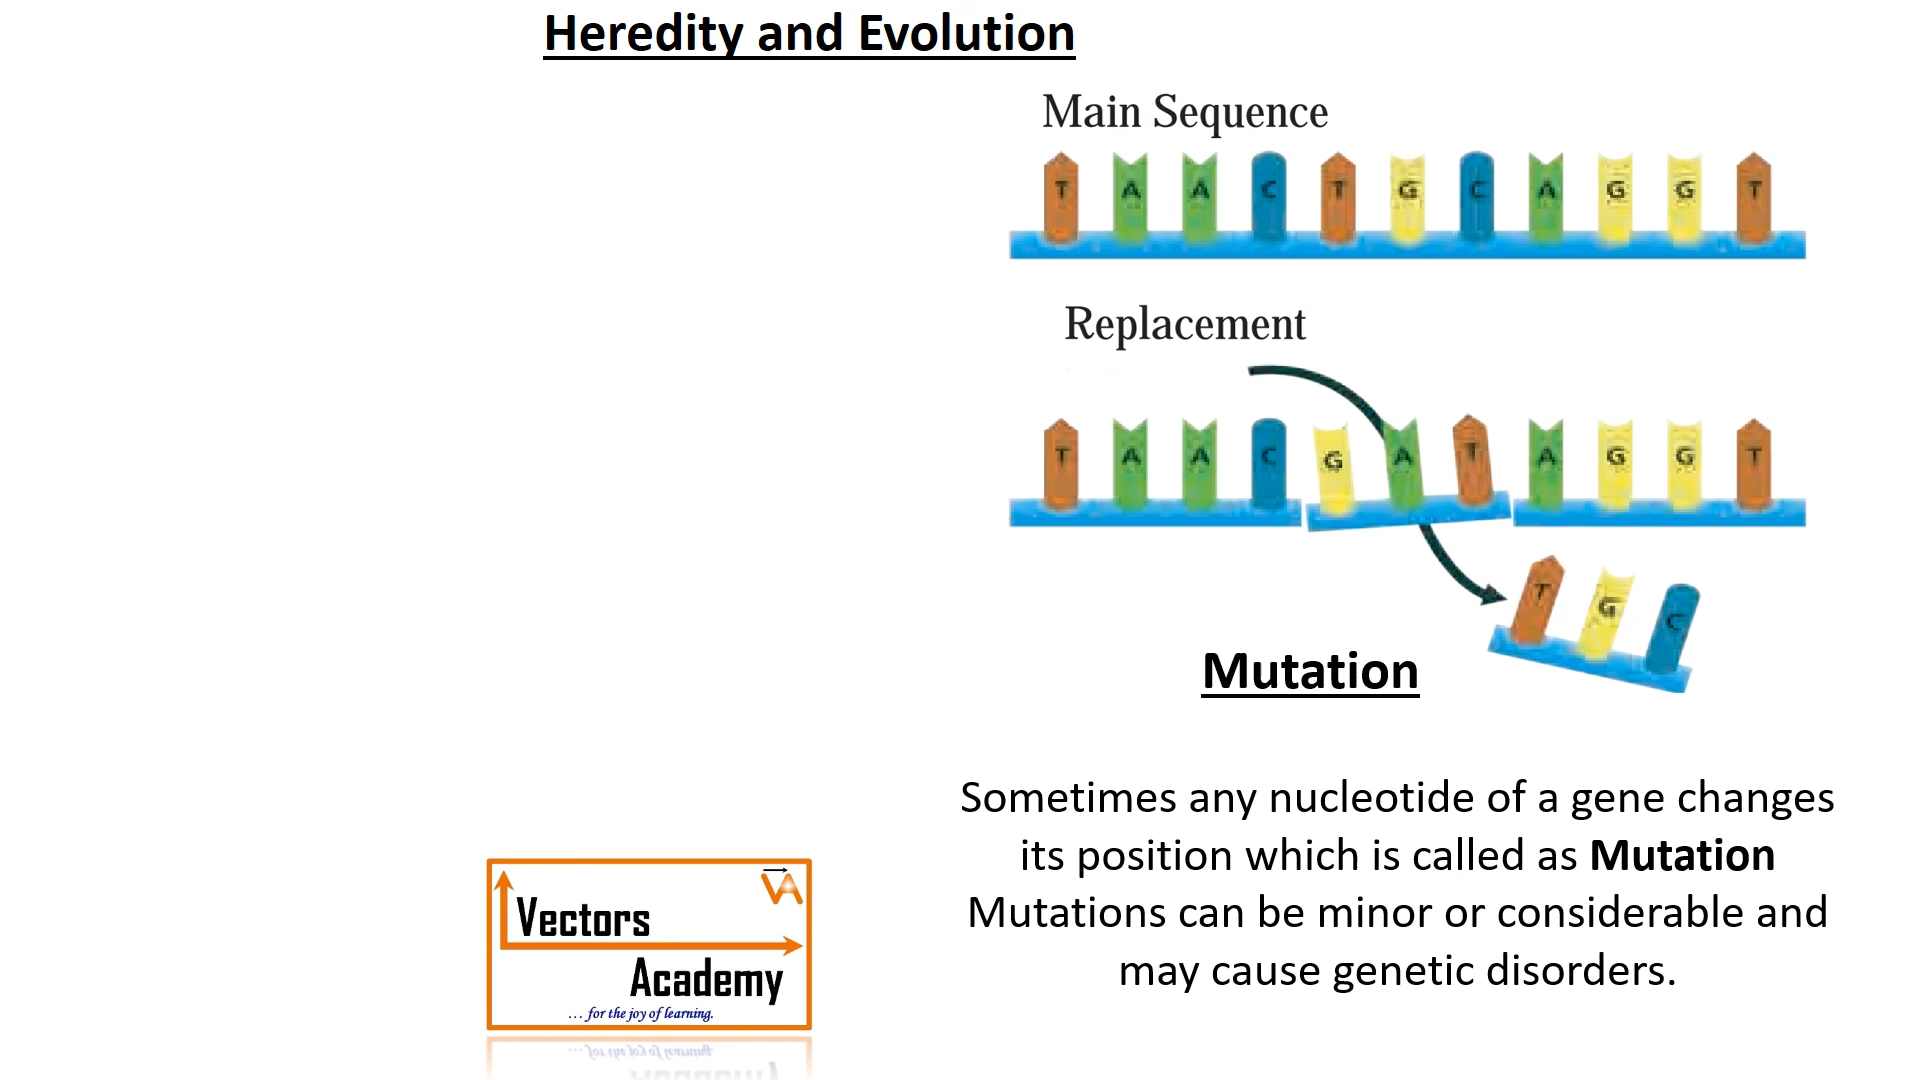 Heredity and Evolution
Main Sequence
T A A C T G C A G G T
Replacement
T A A C G A T A G G T
T G C
Mutation
Sometimes any nucleotide of a gene changes
its position which is called as Mutation
Mutations can be minor or considerable and
may cause genetic disorders.
VA
Vectors
Academy
... for the joy of learning.